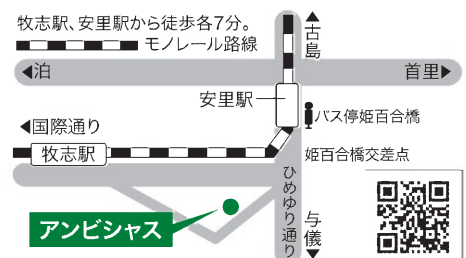 牧志駅、安里駅から徒歩各7分。
モノレール路線
▲古島
◀泊
首里▶
安里駅
バス停姫百合橋
◀国際通り
牧志駅
姫百合橋交差点
ひめゆり通り
与儀▼
アンビシャス